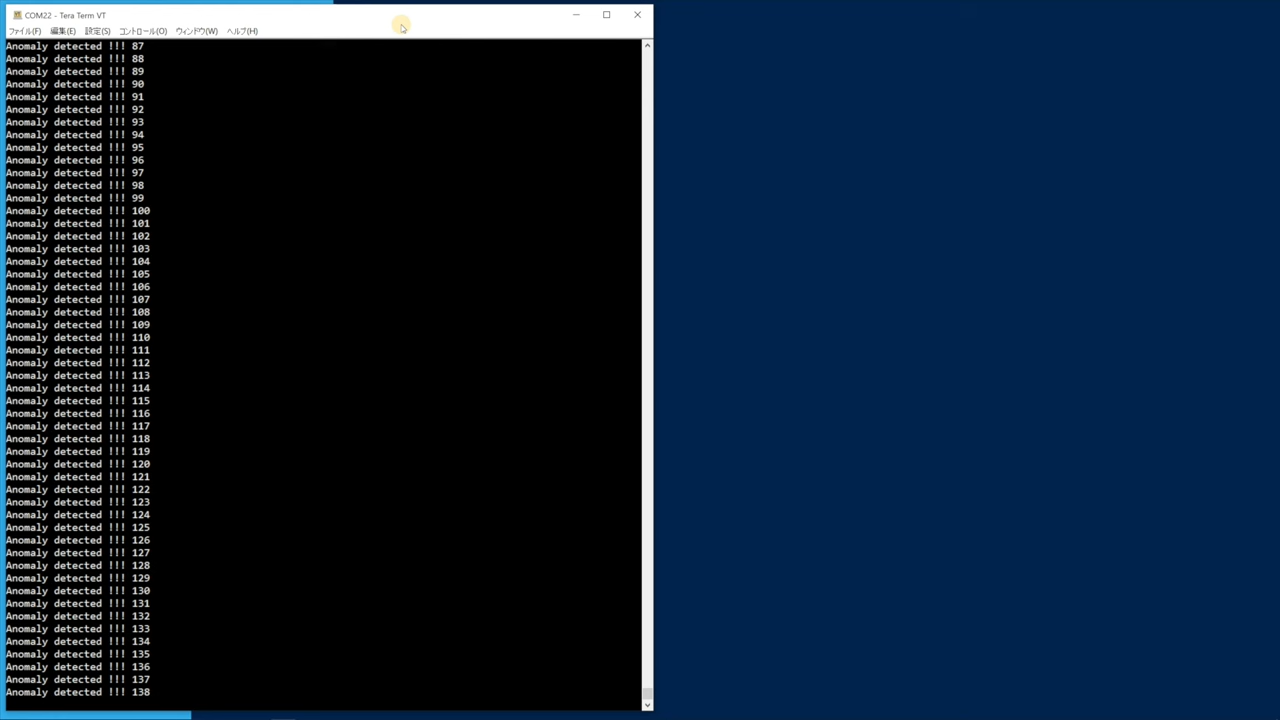 COM22 - Tera Term VT
ファイル(F) 編集(E) 設定(S) コントロール(O) ウィンドウ(W) ヘルプ(H)
Anomaly detected !!! 87
Anomaly detected !!! 88
Anomaly detected !!! 89
Anomaly detected !!! 90
Anomaly detected !!! 91
Anomaly detected !!! 92
Anomaly detected !!! 93
Anomaly detected !!! 94
Anomaly detected !!! 95
Anomaly detected !!! 96
Anomaly detected !!! 97
Anomaly detected !!! 98
Anomaly detected !!! 99
Anomaly detected !!! 100
Anomaly detected !!! 101
Anomaly detected !!! 102
Anomaly detected !!! 103
Anomaly detected !!! 104
Anomaly detected !!! 105
Anomaly detected !!! 106
Anomaly detected !!! 107
Anomaly detected !!! 108
Anomaly detected !!! 109
Anomaly detected !!! 110
Anomaly detected !!! 111
Anomaly detected !!! 112
Anomaly detected !!! 113
Anomaly detected !!! 114
Anomaly detected !!! 115
Anomaly detected !!! 116
Anomaly detected !!! 117
Anomaly detected !!! 118
Anomaly detected !!! 119
Anomaly detected !!! 120
Anomaly detected !!! 121
Anomaly detected !!! 122
Anomaly detected !!! 123
Anomaly detected !!! 124
Anomaly detected !!! 125
Anomaly detected !!! 126
Anomaly detected !!! 127
Anomaly detected !!! 128
Anomaly detected !!! 129
Anomaly detected !!! 130
Anomaly detected !!! 131
Anomaly detected !!! 132
Anomaly detected !!! 133
Anomaly detected !!! 134
Anomaly detected !!! 135
Anomaly detected !!! 136
Anomaly detected !!! 137
Anomaly detected !!! 138